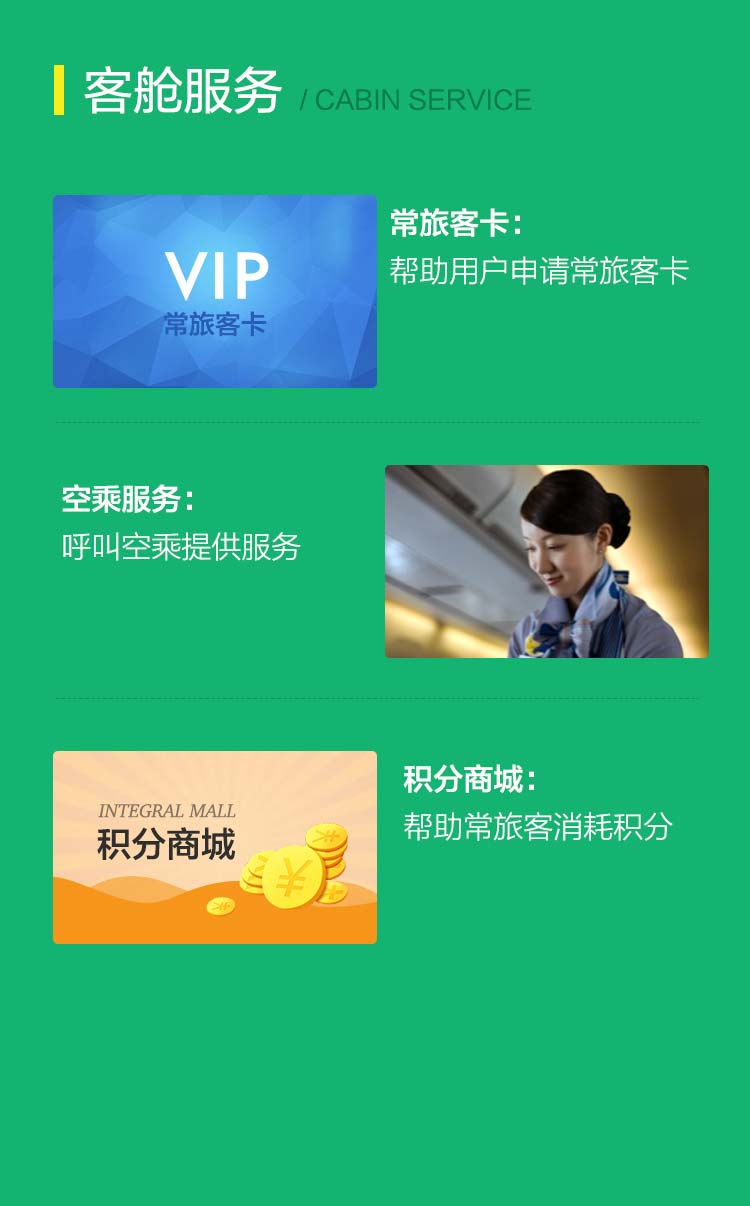 客舱服务 / CABIN SERVICE
VIP
常旅客卡
常旅客卡：
帮助用户申请常旅客卡
空乘服务：
呼叫空乘提供服务
INTEGRAL MALL
积分商城
积分商城：
帮助常旅客消耗积分